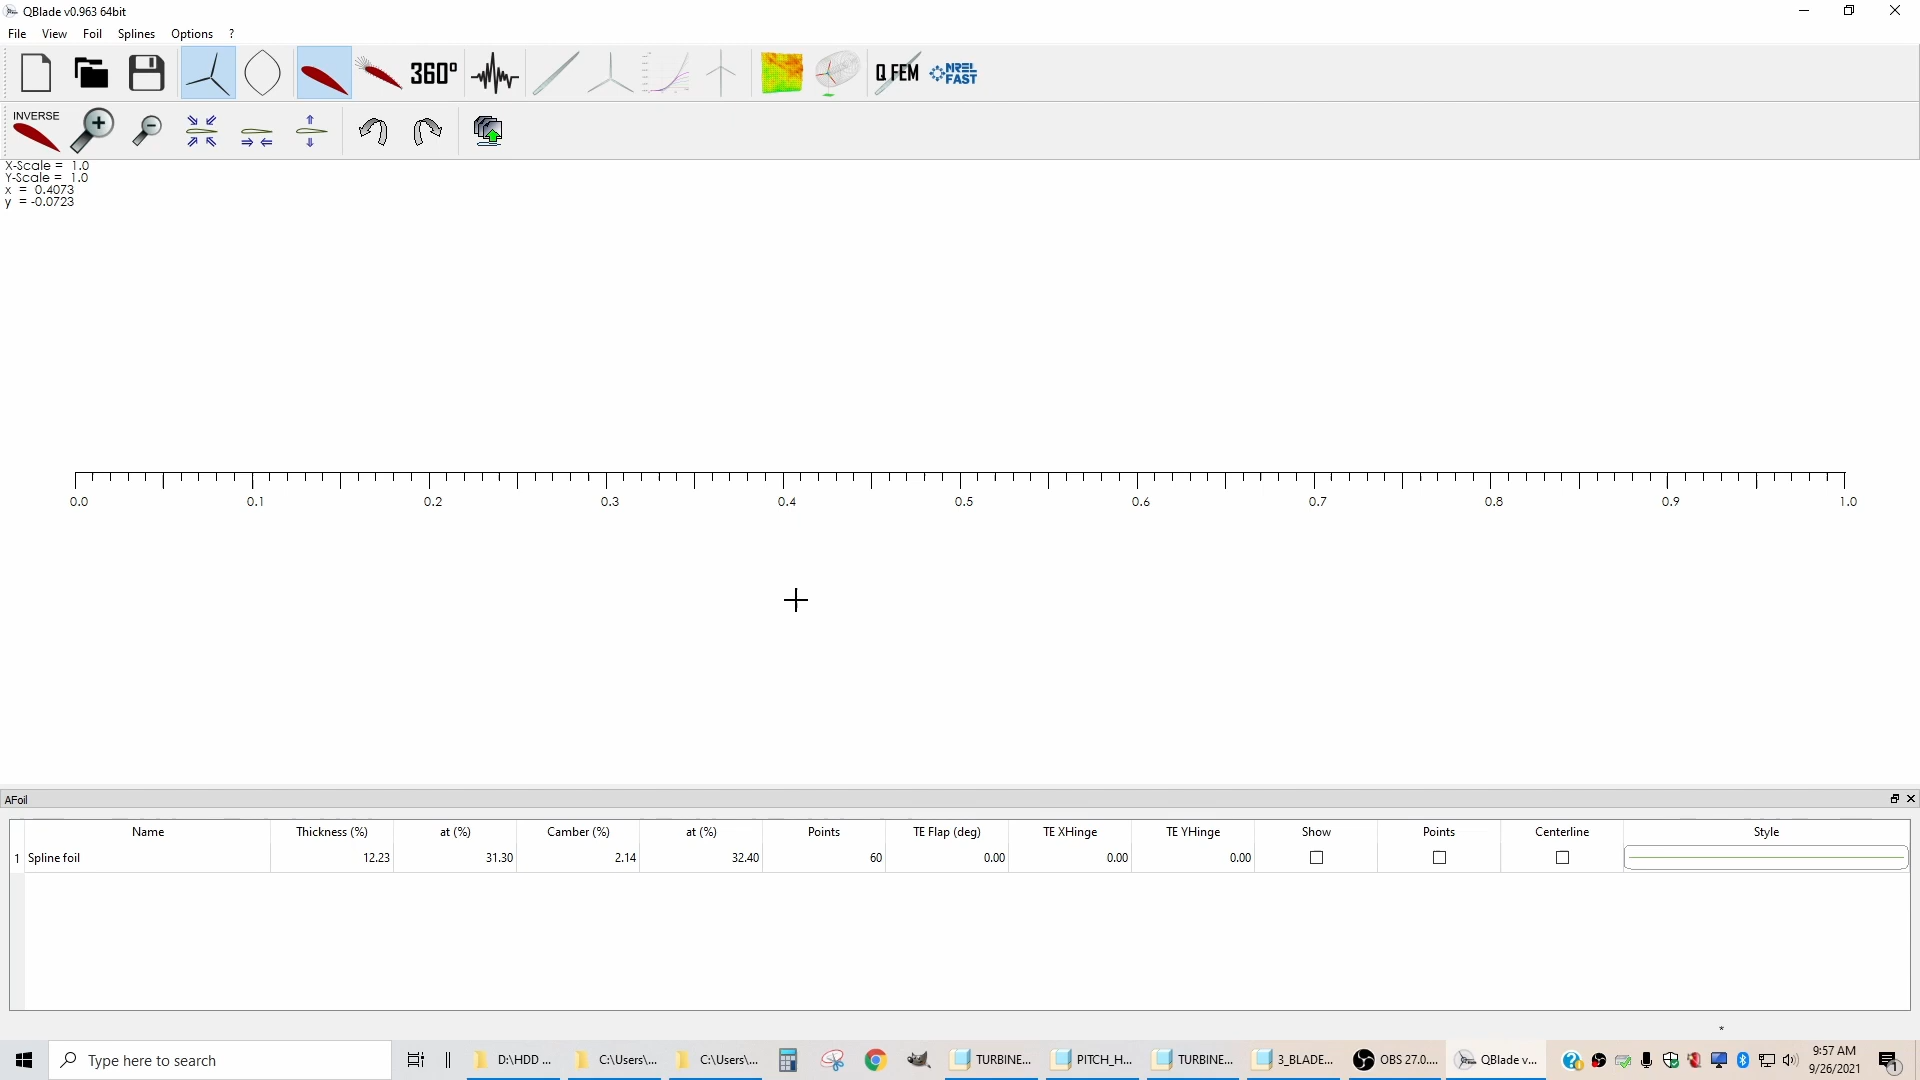 QBlade v0.963 64bit
File View Foil Splines Options ?
360° Q FEM NREL FAST
INVERSE
X-Scale = 1.0
Y-Scale = 1.0
x = 0.4073
y = -0.0723
0.0 0.1 0.2 0.3 0.4 0.5 0.6 0.7 0.8 0.9 1.0
AFoil
Name Thickness (%) at (%) Camber (%) at (%) Points TE Flap (deg) TE XHinge TE YHinge Show Points Centerline Style
1 Spline foil 12.23 31.30 2.14 32.40 60 0.00 0.00 0.00
*
Type here to search D:\HDD ... C:\Users\... C:\Users\... TURBINE... PITCH_H... TURBINE... 3_BLADE... OBS 27.0.... QBlade v... 9:57 AM
9/26/2021
1